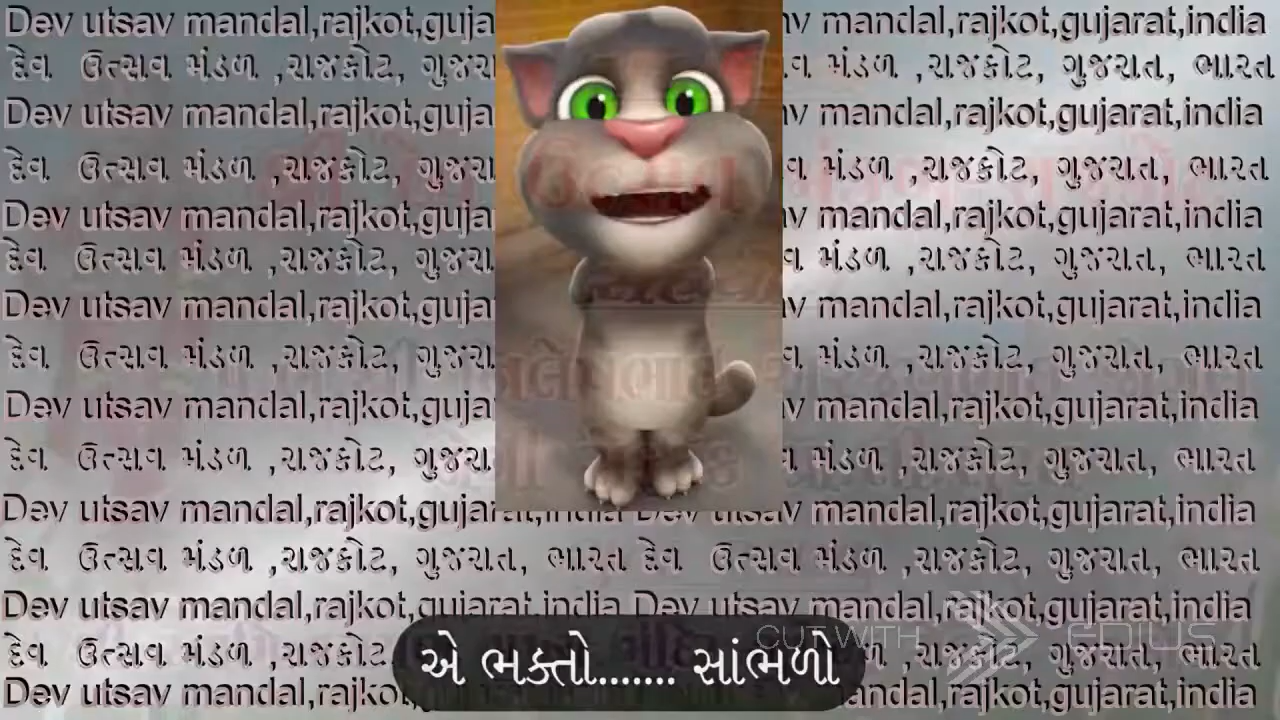 Dev utsav mandal,rajkot,guja v mandal,rajkot,gujarat,india
દેવ ઉત્સવ મંડળ ,રાજકોટ, ગુજરા વ મંડળ ,રાજકોટ, ગુજરાત, ભારત
Dev utsav mandal,rajkot,guja v mandal,rajkot,gujarat,india
દેવ ઉત્સવ મંડળ ,રાજકોટ, ગુજરા વ મંડળ ,રાજકોટ, ગુજરાત, ભારત
Dev utsav mandal,rajkot,guja v mandal,rajkot,gujarat,india
દેવ ઉત્સવ મંડળ ,રાજકોટ, ગુજરા વ મંડળ ,રાજકોટ, ગુજરાત, ભારત
Dev utsav mandal,rajkot,guja v mandal,rajkot,gujarat,india
દેવ ઉત્સવ મંડળ ,રાજકોટ, ગુજરા વ મંડળ ,રાજકોટ, ગુજરાત, ભારત
Dev utsav mandal,rajkot,guja v mandal,rajkot,gujarat,india
દેવ ઉત્સવ મંડળ ,રાજકોટ, ગુજરા વ મંડળ ,રાજકોટ, ગુજરાત, ભારત
Dev utsav mandal,rajkot,gujarat,india Dev utsav mandal,rajkot,gujarat,india
દેવ ઉત્સવ મંડળ ,રાજકોટ, ગુજરાત, ભારત દેવ ઉત્સવ મંડળ ,રાજકોટ, ગુજરાત, ભારત
Dev utsav mandal,rajkot,gujarat,india Dev utsav mandal,rajkot,gujarat,india
દેવ ઉત્સવ મંડળ ,રાજકોટ, ગુજરાત, ભારત
CUT WITH EDIUS
એ ભક્તો....... સાંભળો
Dev utsav mandal,rajkot, andal,rajkot,gujarat,india